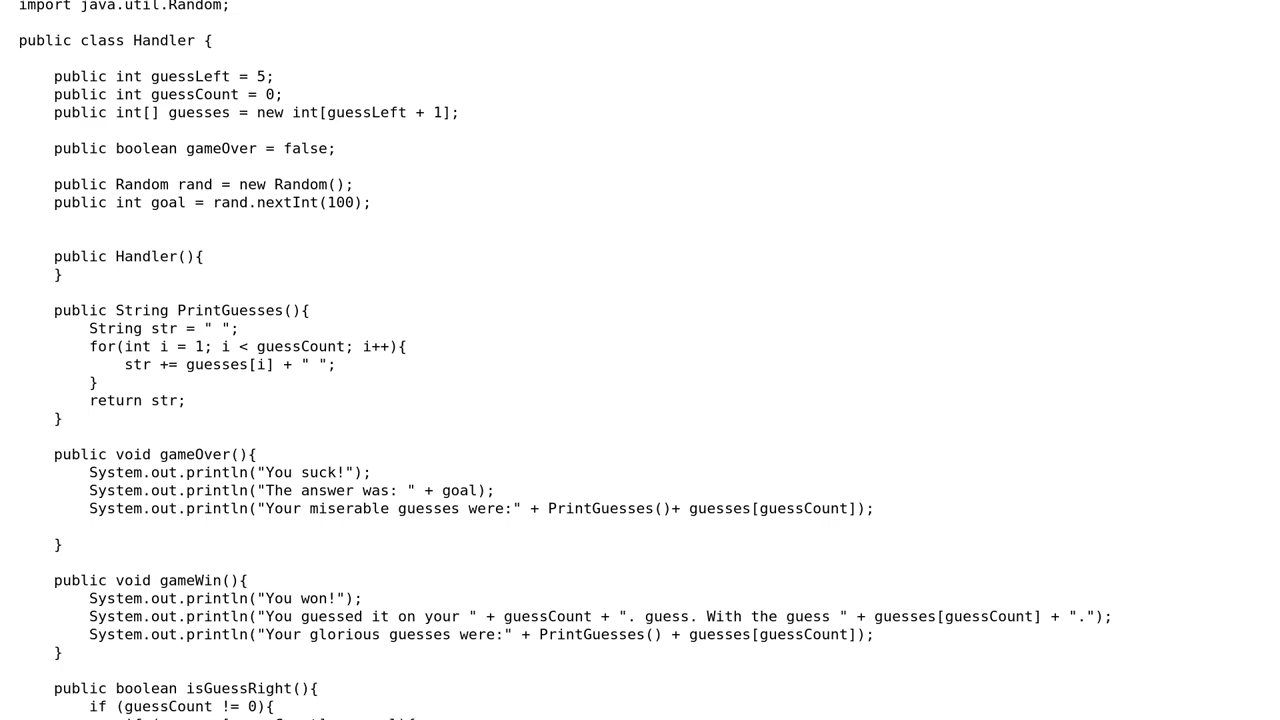 import java.util.Random;
public class Handler {
public int guessLeft = 5;
public int guessCount = 0;
public int[] guesses = new int[guessLeft + 1];
public boolean gameOver = false;
public Random rand = new Random();
public int goal = rand.nextInt(100);
public Handler(){
}
public String PrintGuesses(){
String str = " ";
for(int i = 1; i < guessCount; i++){
str += guesses[i] + " ";
}
return str;
}
public void gameOver(){
System.out.println("You suck!");
System.out.println("The answer was: " + goal);
System.out.println("Your miserable guesses were:" + PrintGuesses()+ guesses[guessCount]);
}
public void gameWin(){
System.out.println("You won!");
System.out.println("You guessed it on your " + guessCount + ". guess. With the guess " + guesses[guessCount] + ".");
System.out.println("Your glorious guesses were:" + PrintGuesses() + guesses[guessCount]);
}
public boolean isGuessRight(){
if (guessCount != 0){